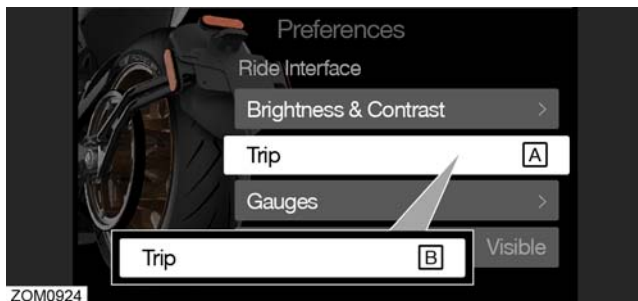 Preferences
Ride Interface
Brightness & Contrast >
Trip A
Gauges >
Trip B
Visible
ZOM0924